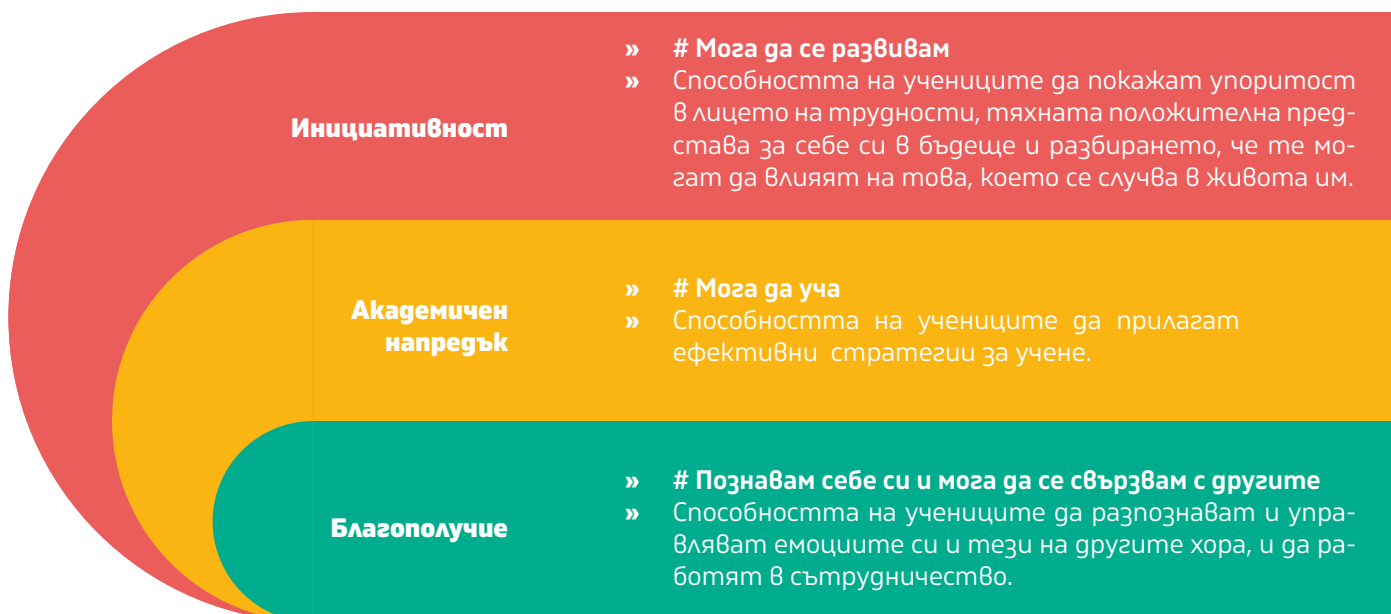 Инициативност
» # Мога да се развивам
» Способността на учениците да покажат упоритост
в лицето на трудности, тяхната положителна пред-
става за себе си в бъдеще и разбирането, че те мо-
гат да влияят на това, което се случва в живота им.
Академичен
напредък
» # Мога да уча
» Способността на учениците да прилагат
ефективни стратегии за учене.
Благополучие
» # Познавам себе си и мога да се свързвам с другите
» Способността на учениците да разпознават и упра-
вляват емоциите си и тези на другите хора, и да ра-
ботят в сътрудничество.